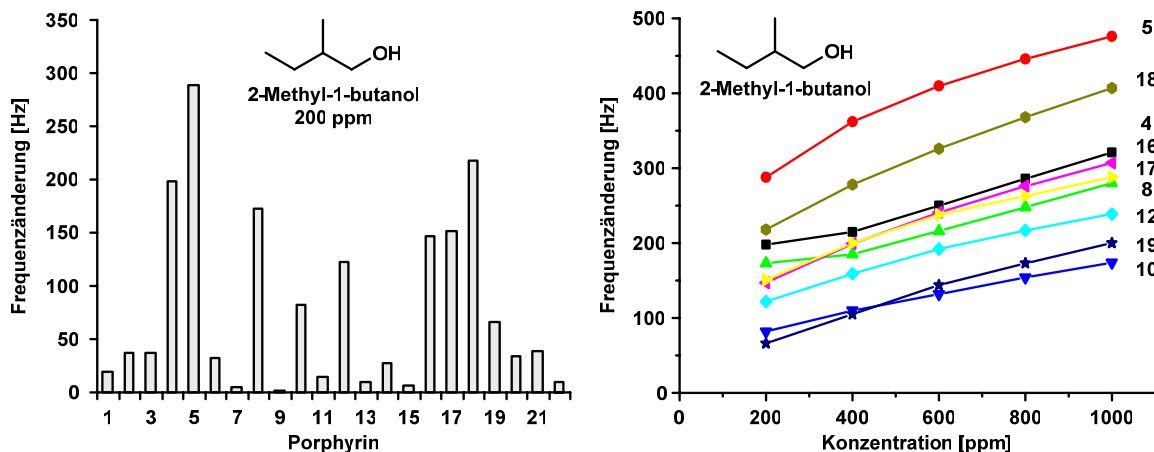 350
300
250
200
150
100
50
0
Frequenzänderung [Hz]
OH
2-Methyl-1-butanol
200 ppm
1 3 5 7 9 11 13 15 17 19 21
Porphyrin
500
400
300
200
100
0
Frequenzänderung [Hz]
OH
2-Methyl-1-butanol
5
18
4
16
17
8
12
19
10
0 200 400 600 800 1000
Konzentration [ppm]